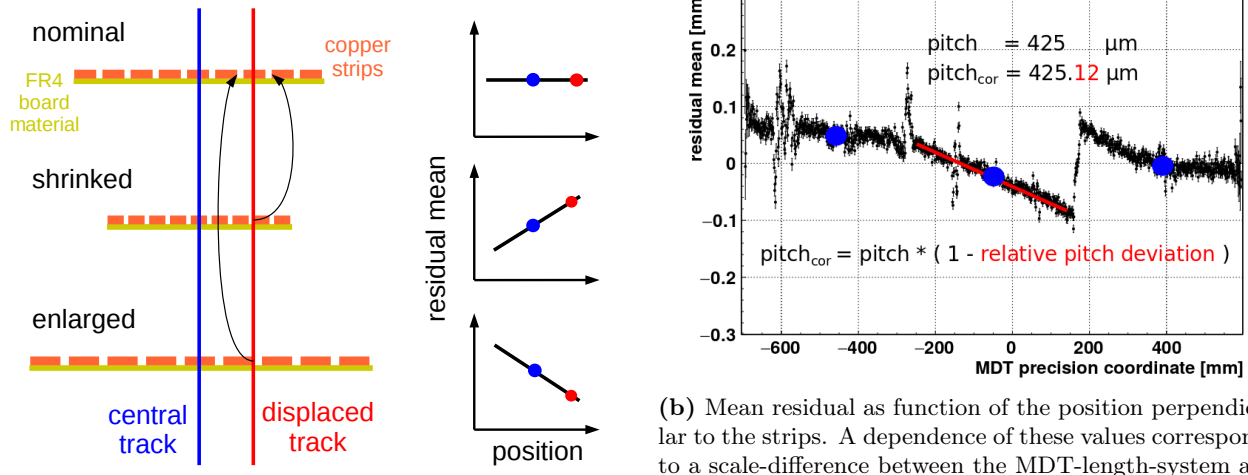 nominal
copper
strips
FR4
board
material
shrinked
enlarged
central
track
displaced
track
residual mean
position
residual mean [mm
0.2
0.1
0
−0.1
−0.2
−0.3
pitch = 425 μm
pitchcor = 425.12 μm
pitchcor = pitch * ( 1 - relative pitch deviation )
−600 −400 −200 0 200 400
MDT precision coordinate [mm]
(b) Mean residual as function of the position perpendic
lar to the strips. A dependence of these values correspon
to a scale-difference between the MDT-length-system a